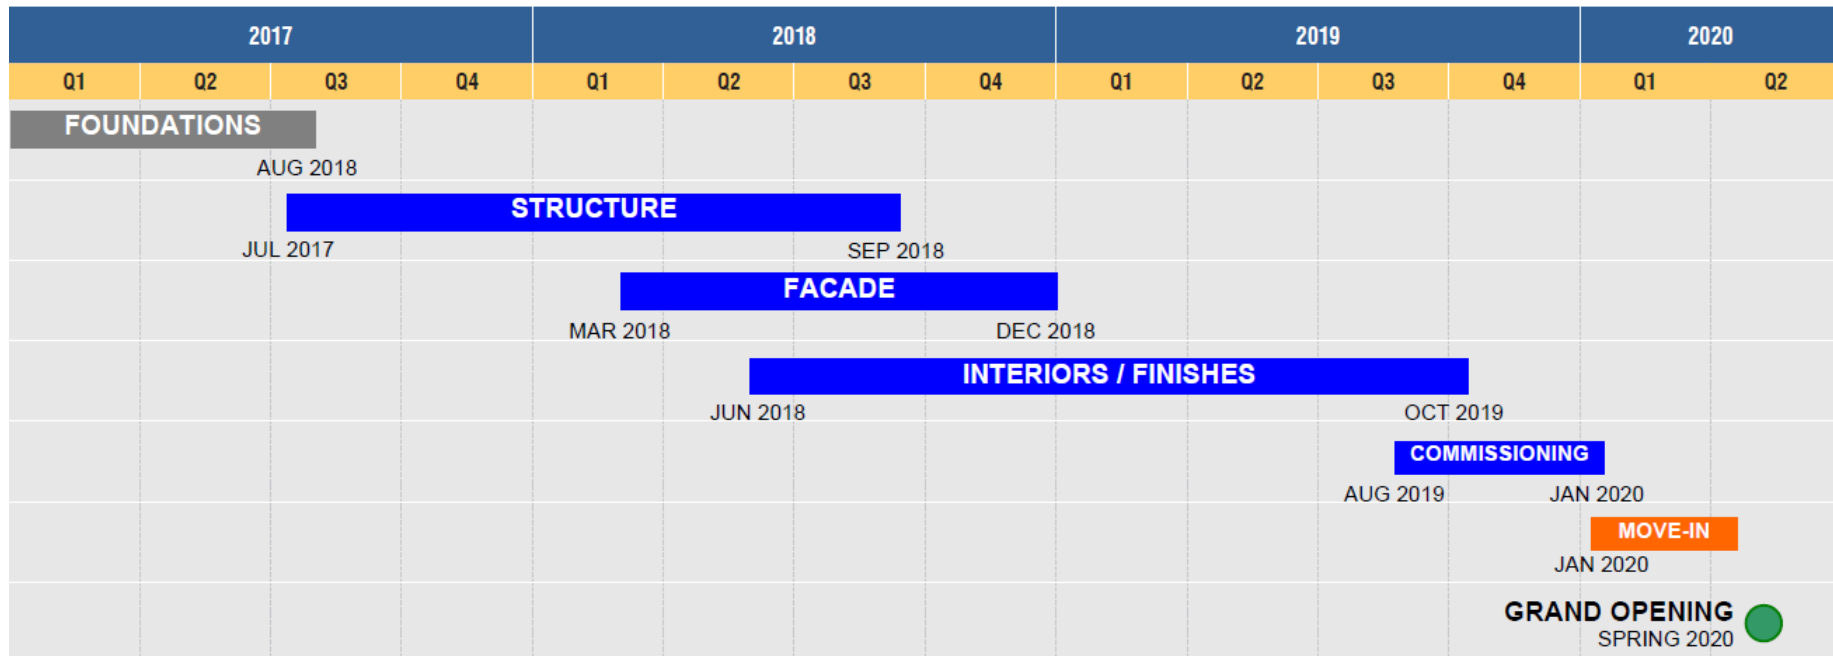 2017 2018 2019 2020
Q1 Q2 Q3 Q4 Q1 Q2 Q3 Q4 Q1 Q2 Q3 Q4 Q1 Q2
FOUNDATIONS
AUG 2018
STRUCTURE
JUL 2017 SEP 2018
FACADE
MAR 2018 DEC 2018
INTERIORS / FINISHES
JUN 2018 OCT 2019
COMMISSIONING
AUG 2019 JAN 2020
MOVE-IN
JAN 2020
GRAND OPENING
SPRING 2020